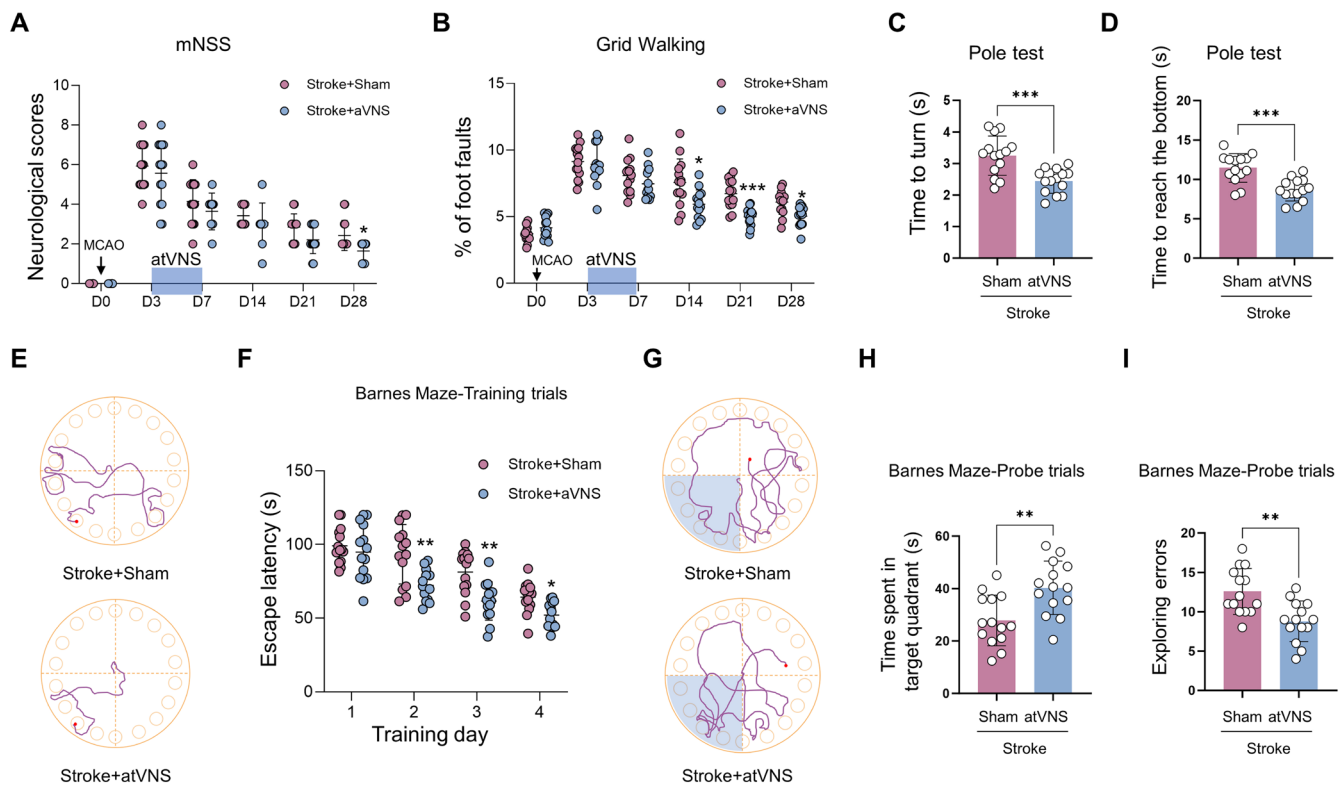 A
mNSS
Neurological scores
10
8
6
4
2
0
Stroke+Sham
Stroke+aVNS
MCAO
atVNS
*
D0 D3 D7 D14 D21 D28
B
Grid Walking
% of foot faults
15
10
5
0
Stroke+Sham
Stroke+aVNS
MCAO
atVNS
* *** *
D0 D3 D7 D14 D21 D28
C
Pole test
Time to turn (s)
***
5
4
3
2
1
0
Sham atVNS
Stroke
D
Pole test
Time to reach the bottom (s)
***
20
15
10
5
0
Sham atVNS
Stroke
E
Stroke+Sham
Stroke+atVNS
F
Barnes Maze-Training trials
Escape latency (s)
150
100
50
0
Stroke+Sham
Stroke+aVNS
** ** *
1 2 3 4
Training day
G
Stroke+Sham
Stroke+atVNS
H
Barnes Maze-Probe trials
Time spent in
target quadrant (s)
**
60
40
20
0
Sham atVNS
Stroke
I
Barnes Maze-Probe trials
Exploring errors
**
20
15
10
5
0
Sham atVNS
Stroke